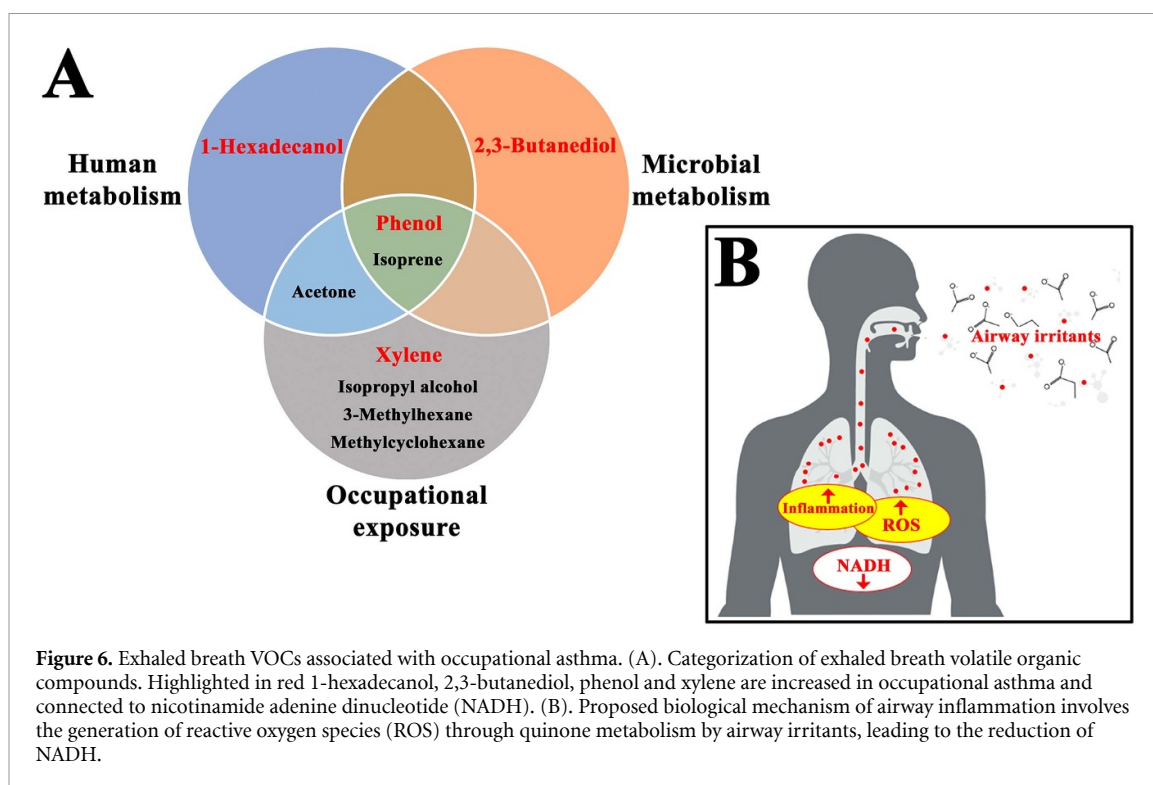 A
1-Hexadecanol
2,3-Butanediol
Human
metabolism
Microbial
metabolism
Phenol
Isoprene
Acetone
Xylene
Isopropyl alcohol
3-Methylhexane
Methylcyclohexane
Occupational
exposure
B
Airway irritants
Inflammation
ROS
NADH
Figure 6. Exhaled breath VOCs associated with occupational asthma. (A). Categorization of exhaled breath volatile organic
compounds. Highlighted in red 1-hexadecanol, 2,3-butanediol, phenol and xylene are increased in occupational asthma and
connected to nicotinamide adenine dinucleotide (NADH). (B). Proposed biological mechanism of airway inflammation involves
the generation of reactive oxygen species (ROS) through quinone metabolism by airway irritants, leading to the reduction of
NADH.